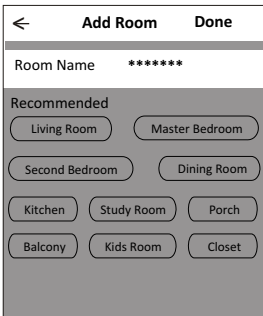 Add Room Done
Room Name *******
Recommended
Living Room Master Bedroom
Second Bedroom Dining Room
Kitchen Study Room Porch
Balcony Kids Room Closet